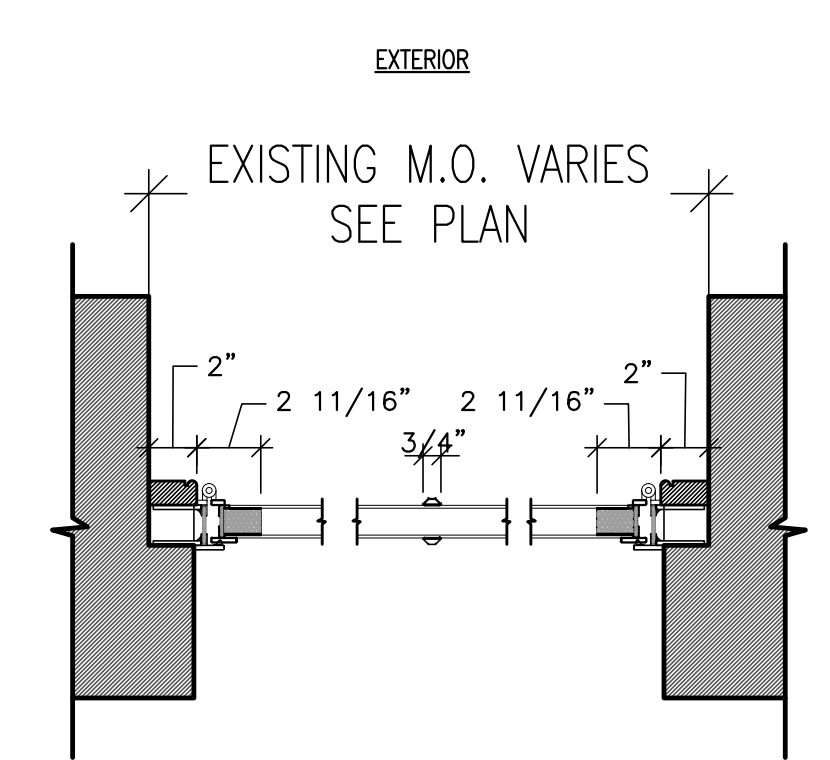 EXTERIOR
EXISTING M.O. VARIES
SEE PLAN
2”
2”
2 11/16”
2 11/16”
3/4”